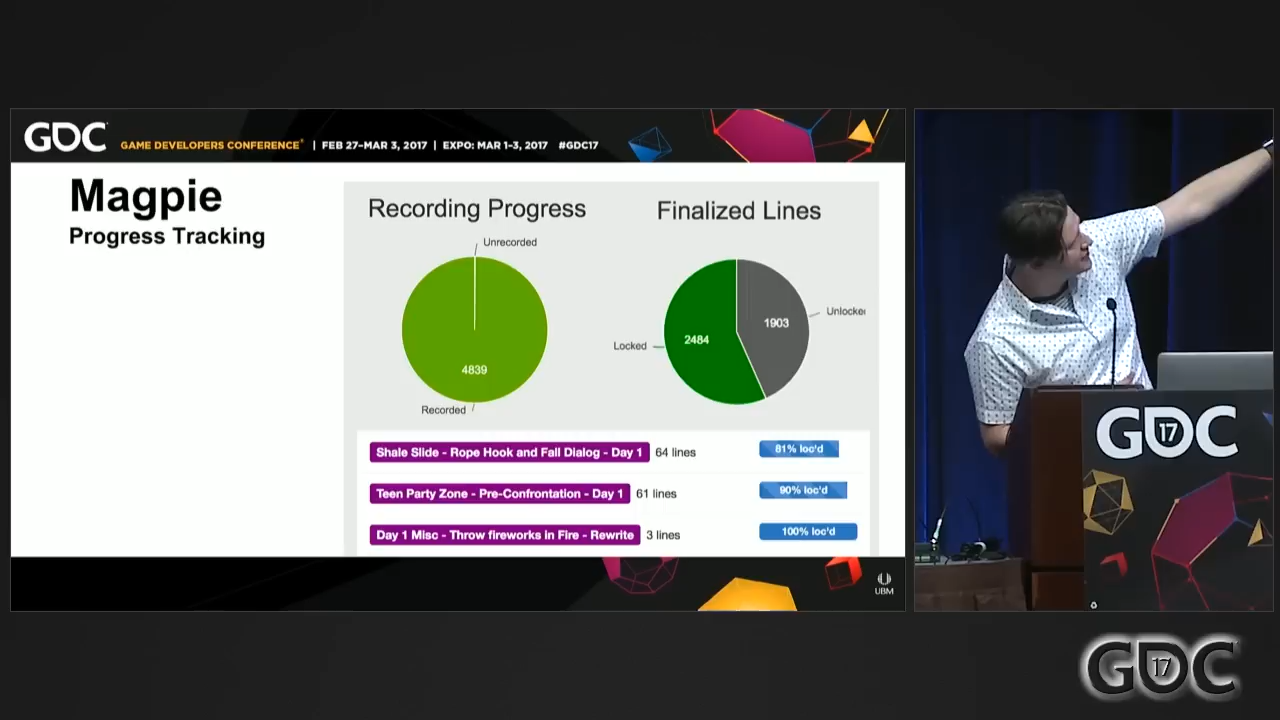 GDC GAME DEVELOPERS CONFERENCE® | FEB 27–MAR 3, 2017 | EXPO: MAR 1–3, 2017 #GDC17
Magpie
Progress Tracking
Recording Progress
Unrecorded
4839
Recorded
Finalized Lines
1903
2484
Locked
Shale Slide - Rope Hook and Fall Dialog - Day 1 64 lines 81% loc'd
Teen Party Zone - Pre-Confrontation - Day 1 61 lines 90% loc'd
Day 1 Misc - Throw fireworks in Fire - Rewrite 3 lines 100% loc'd
UBM
GDC 17
GDC 17